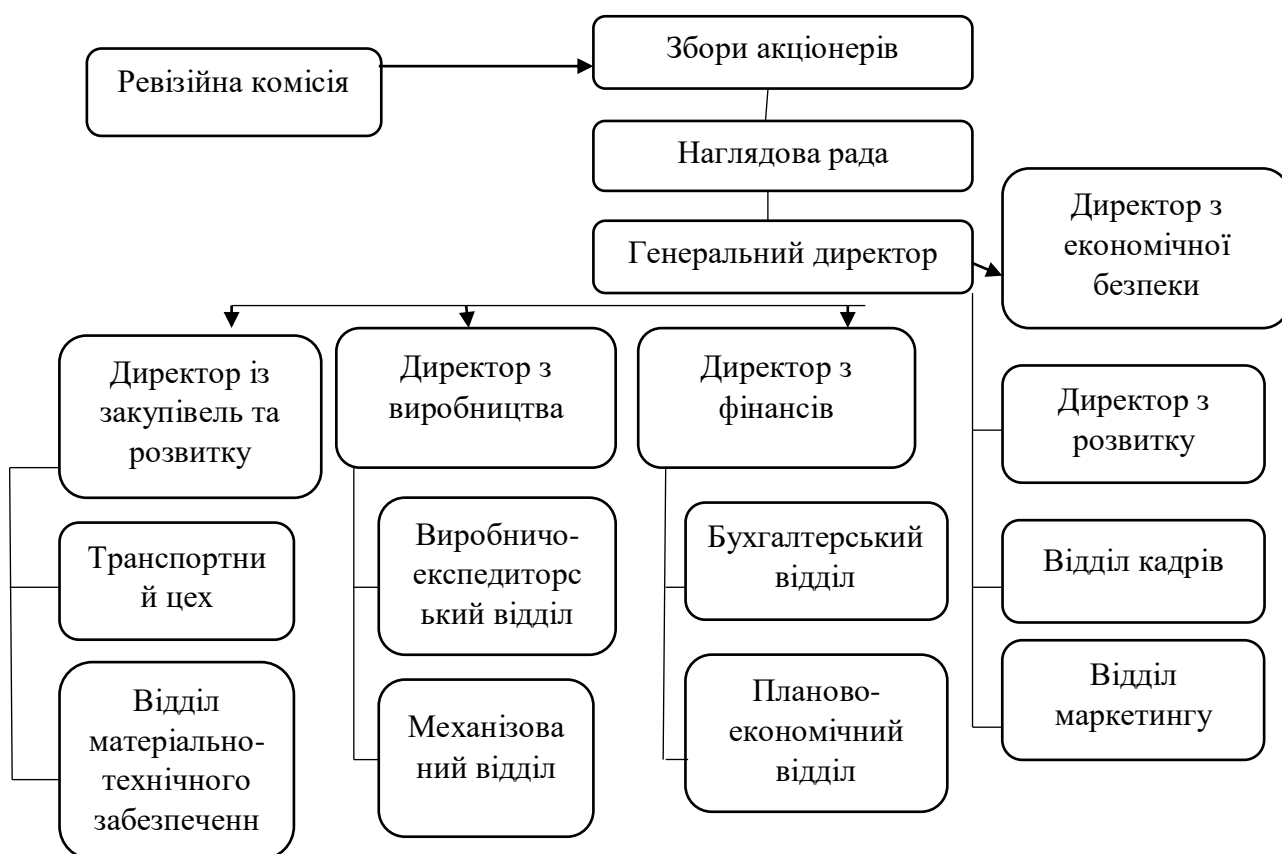 Збори акціонерів
Ревізійна комісія
Наглядова рада
Генеральний директор
Директор з
економічної
безпеки
Директор із
закупівель та
розвитку
Директор з
виробництва
Директор з
фінансів
Директор з
розвитку
Транспортни
й цех
Виробничо-
експедиторс
ький відділ
Бухгалтерський
відділ
Відділ кадрів
Відділ
матеріально-
технічного
забезпеченн
Механізова
ний відділ
Планово-
економічний
відділ
Відділ
маркетингу